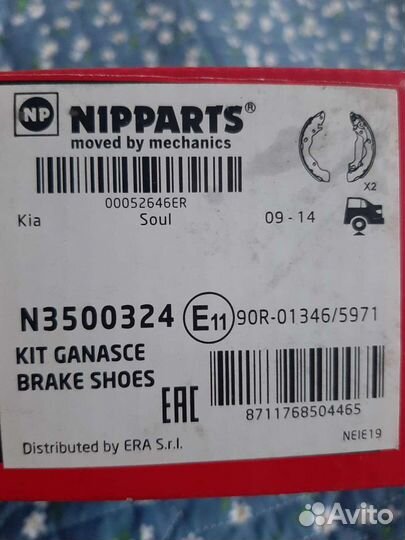 NP NIPPARTS®
moved by mechanics
00052646ER
X2
Kia Soul 09 - 14
N3500324 E11 90R-01346/5971
KIT GANASCE
BRAKE SHOES
EAC
8711768504465
Distributed by ERA S.r.l.
NEIE19
Avito